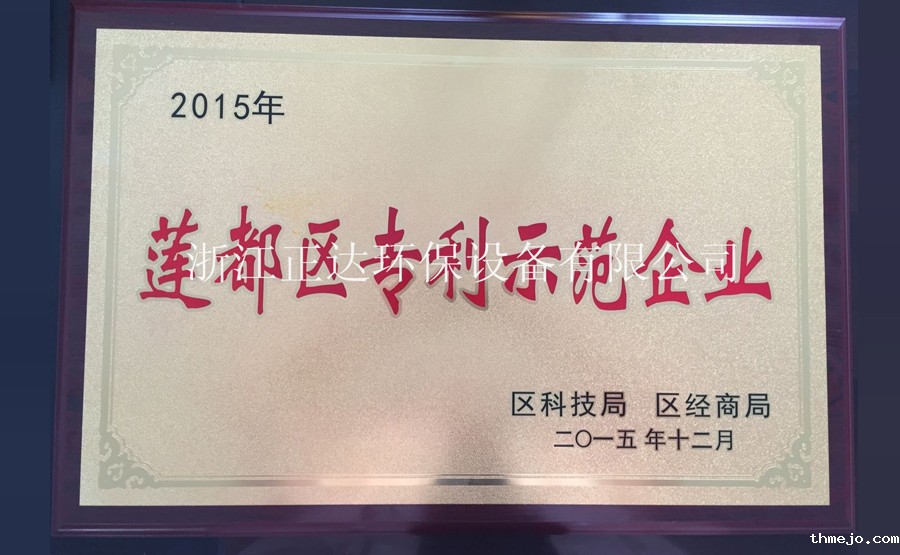 2015年
莲都区专利示范企业
浙江正达环保设备有限公司
区科技局 区经商局
二〇一五年十二月
thmejo.com